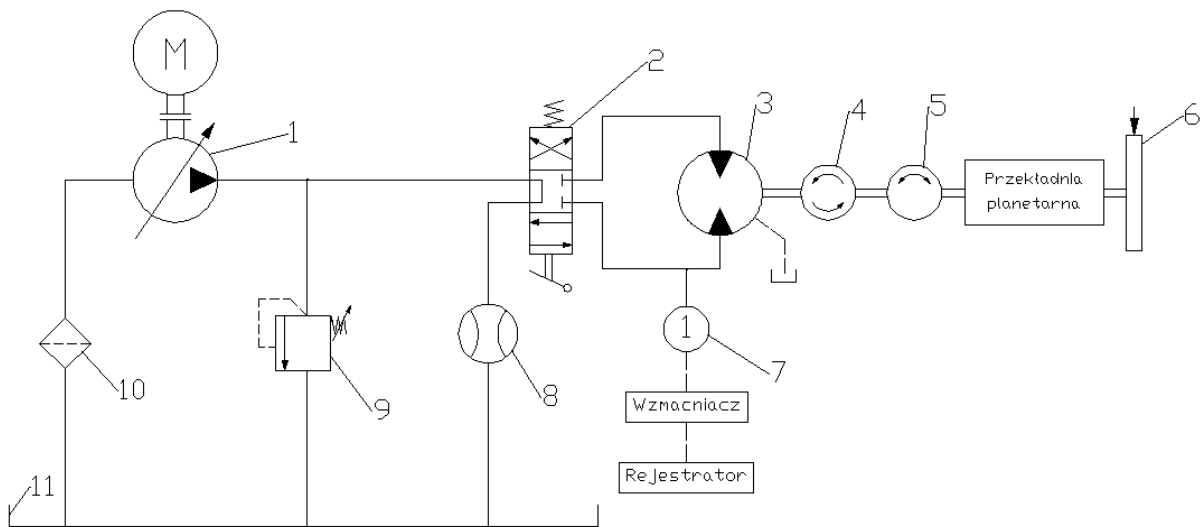 M
1
2
3
4
5
6
Przekładnia
planetarna
1
7
8
9
10
11
Wzmacniacz
Rejestrator